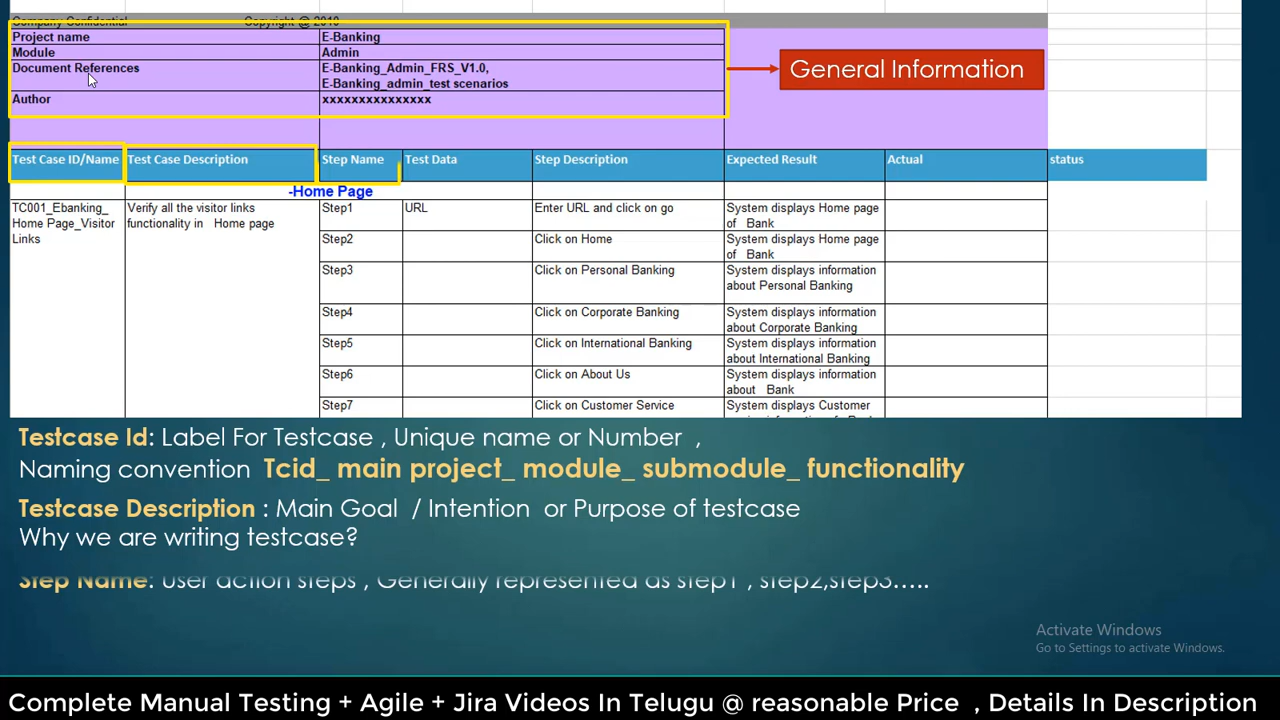 Company Confidential Copyright @ 2010
Project name E-Banking
Module Admin
Document References E-Banking_Admin_FRS_V1.0,
E-Banking_admin_test scenarios
Author xxxxxxxxxxxxxxx
General Information
Test Case ID/Name Test Case Description Step Name Test Data Step Description Expected Result Actual status
-Home Page
TC001_Ebanking_ Verify all the visitor links Step1 URL Enter URL and click on go System displays Home page
Home Page_Visitor functionality in Home page of Bank
Links Step2 Click on Home System displays Home page
of Bank
Step3 Click on Personal Banking System displays information
about Personal Banking
Step4 Click on Corporate Banking System displays information
about Corporate Banking
Step5 Click on International Banking System displays information
about International Banking
Step6 Click on About Us System displays information
about Bank
Step7 Click on Customer Service System displays Customer
Testcase Id: Label For Testcase , Unique name or Number ,
Naming convention Tcid_ main project_ module_ submodule_ functionality
Testcase Description : Main Goal / Intention or Purpose of testcase
Why we are writing testcase?
Step Name: User action steps , Generally represented as step1 , step2,step3.....
Activate Windows
Go to Settings to activate Windows.
Complete Manual Testing + Agile + Jira Videos In Telugu @ reasonable Price , Details In Description